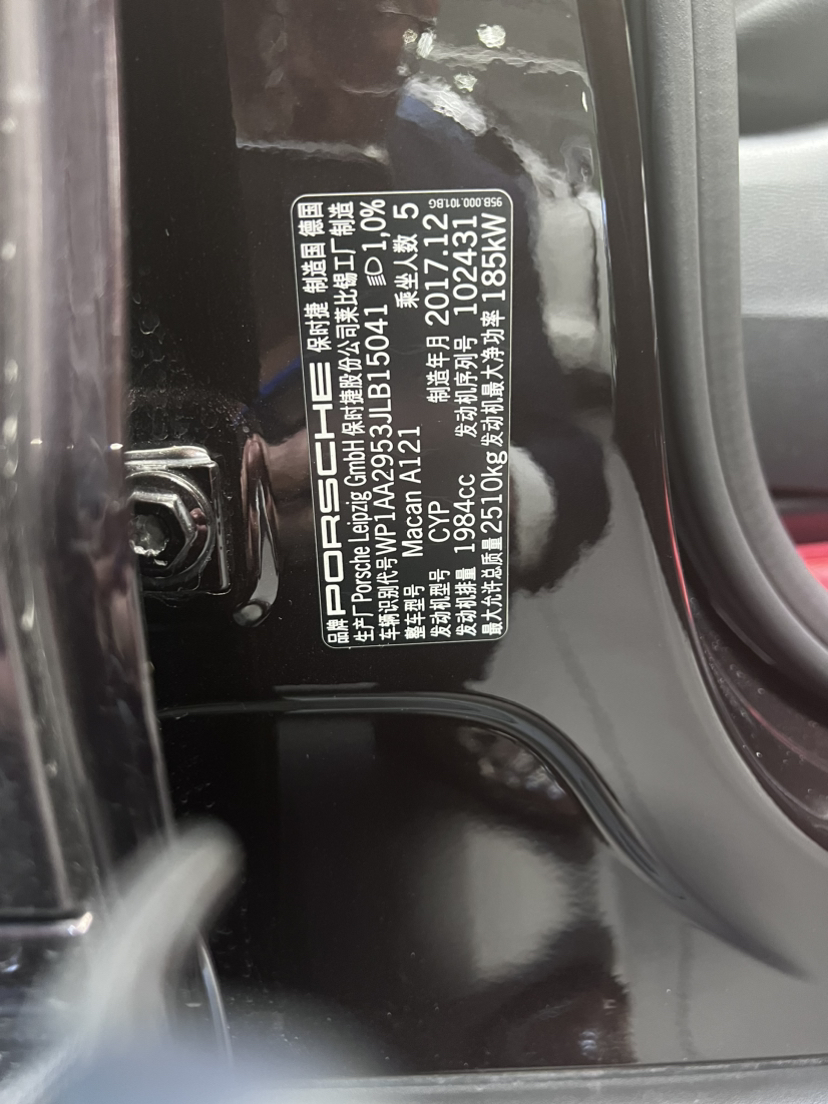 品牌 PORSCHE 保时捷 制造国 德国
生产厂 Porsche Leipzig GmbH 保时捷股份公司莱比锡工厂制造
车辆识别代号 WP1AA2953JLB15041 1,0%
整车型号 Macan A121 乘坐人数 5
发动机型号 CYP 制造年月 2017.12
发动机排量 1984cc 发动机序列号 102431
最大允许总质量 2510kg 发动机最大净功率 185kW
95B.000.101.BG